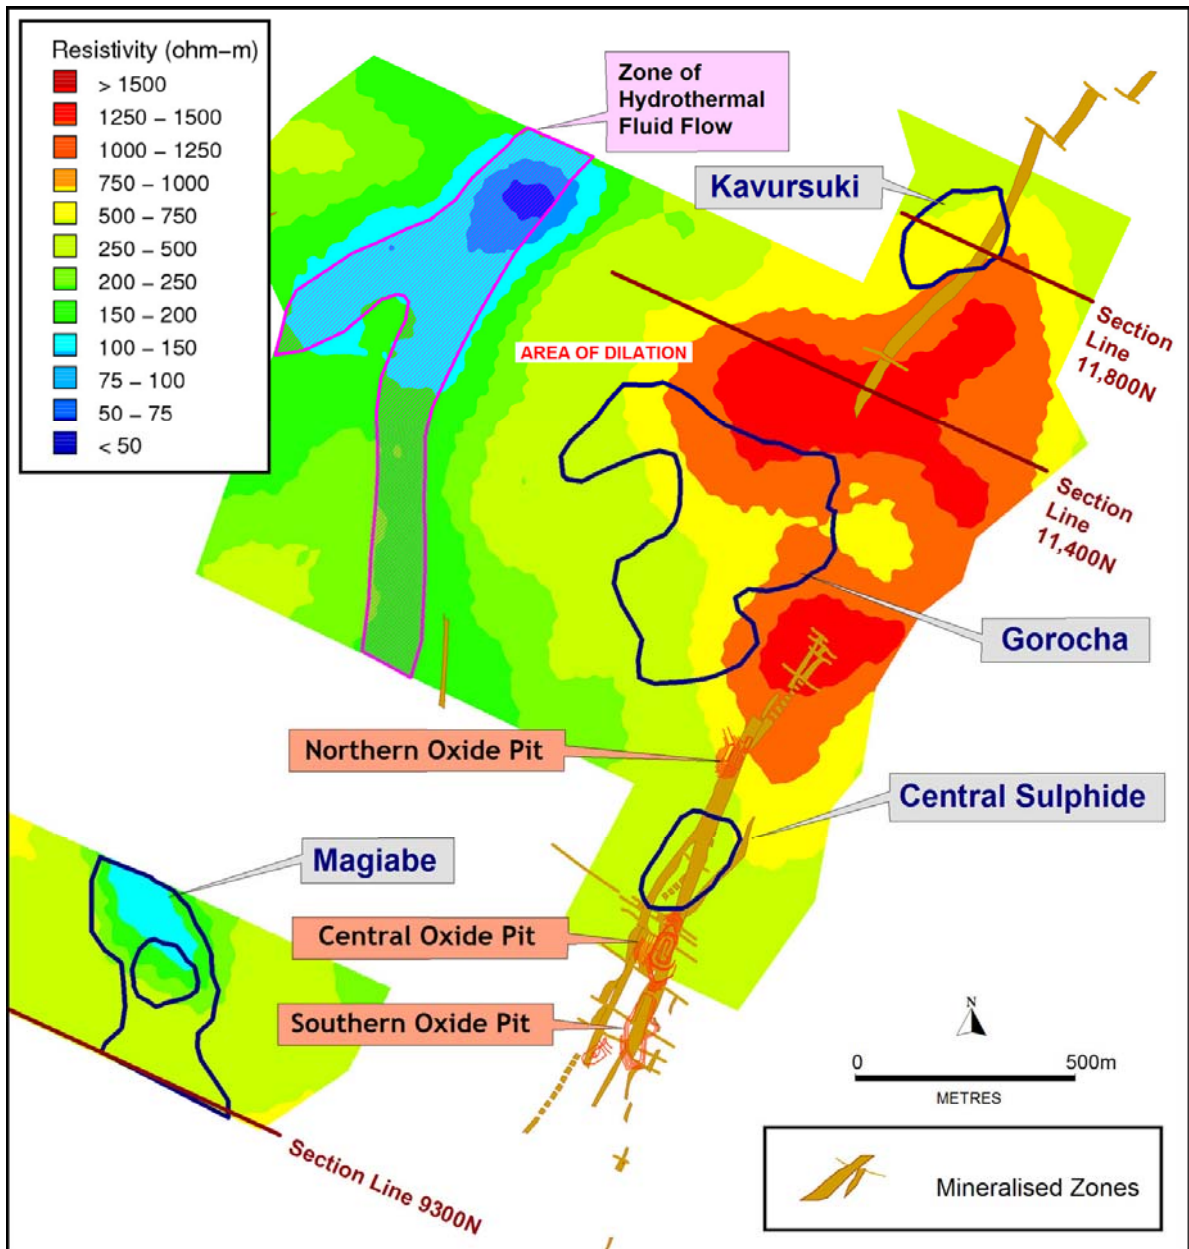 Resistivity (ohm-m)
> 1500
1250 - 1500
1000 - 1250
750 - 1000
500 - 750
250 - 500
200 - 250
150 - 200
100 - 150
75 - 100
50 - 75
< 50
Zone of
Hydrothermal
Fluid Flow
Kavursuki
Section
Line
11,800N
AREA OF DILATION
Section
Line
11,400N
Gorocha
Northern Oxide Pit
Central Sulphide
Magiabe
Central Oxide Pit
Southern Oxide Pit
Section Line 9300N
N
0 500m
METRES
Mineralised Zones